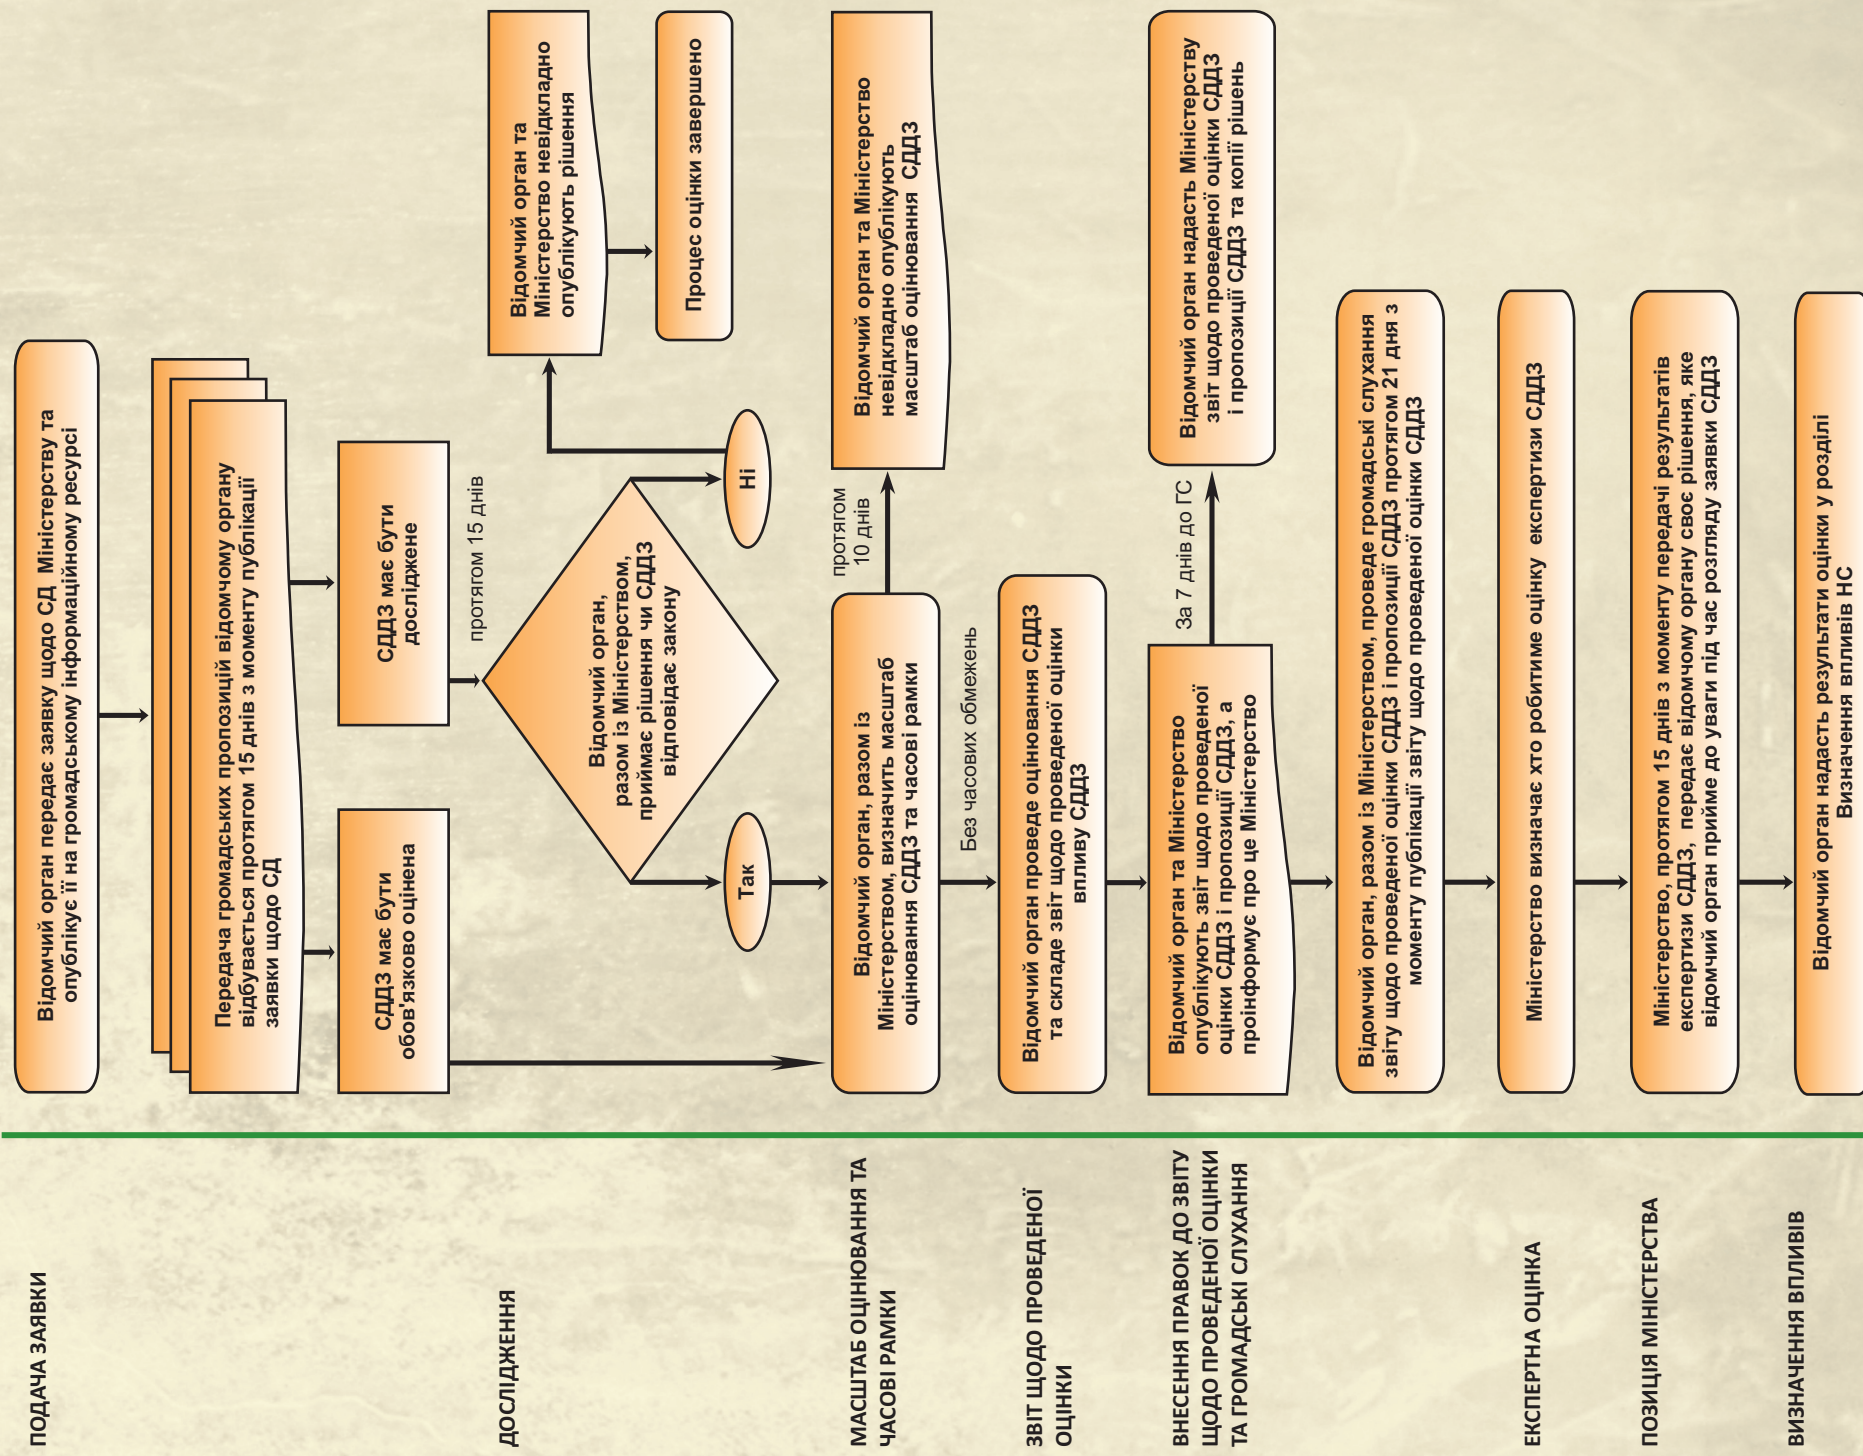 ПОДАЧА ЗАЯВКИ
Відомчий орган передає заявку щодо СД Міністерству та
опублікує її на громадському інформаційному ресурсі
Передача громадських пропозицій відомчому органу
відбувається протягом 15 днів з моменту публікації
заявки щодо СД
ДОСЛІДЖЕННЯ
СДДЗ має бути
обов'язково оцінена
СДДЗ має бути
досліджене
протягом 15 днів
Відомчий орган,
разом із Міністерством,
приймає рішення чи СДДЗ
відповідає закону
Так
Ні
Відомчий орган та
Міністерство невідкладно
опублікують рішення
Процес оцінки завершено
МАСШТАБ ОЦІНЮВАННЯ ТА
ЧАСОВІ РАМКИ
Відомчий орган, разом із
Міністерством, визначить масштаб
оцінювання СДДЗ та часові рамки
протягом
10 днів
Відомчий орган та Міністерство
невідкладно опублікують
масштаб оцінювання СДДЗ
Без часових обмежень
ЗВІТ ЩОДО ПРОВЕДЕНОЇ
ОЦІНКИ
Відомчий орган проведе оцінювання СДДЗ
та складе звіт щодо проведеної оцінки
впливу СДДЗ
ВНЕСЕННЯ ПРАВОК ДО ЗВІТУ
ЩОДО ПРОВЕДЕНОЇ ОЦІНКИ
ТА ГРОМАДСЬКІ СЛУХАННЯ
Відомчий орган та Міністерство
опублікують звіт щодо проведеної
оцінки СДДЗ і пропозиції СДДЗ, а
проінформує про це Міністерство
За 7 днів до ГС
Відомчий орган надасть Міністерству
звіт щодо проведеної оцінки СДДЗ
і пропозиції СДДЗ та копії рішень
Відомчий орган, разом із Міністерством, проведе громадські слухання
звіту щодо проведеної оцінки СДДЗ і пропозиції СДДЗ протягом 21 дня з
моменту публікації звіту щодо проведеної оцінки СДДЗ
ЕКСПЕРТНА ОЦІНКА
Міністерство визначає хто робитиме оцінку експертизи СДДЗ
ПОЗИЦІЯ МІНІСТЕРСТВА
Міністерство, протягом 15 днів з моменту передачі результатів
експертизи СДДЗ, передає відомчому органу своє рішення, яке
відомчий орган прийме до уваги під час розгляду заявки СДДЗ
ВИЗНАЧЕННЯ ВПЛИВІВ
Відомчий орган надасть результати оцінки у розділі
Визначення впливів НС